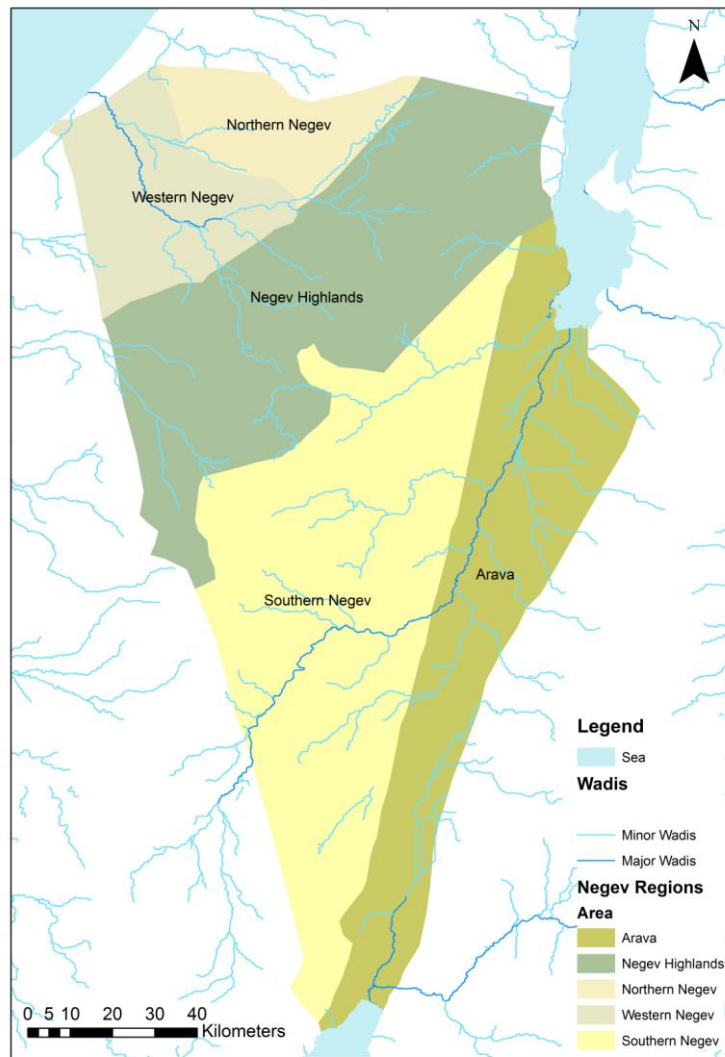 N
Northern Negev
Western Negev
Negev Highlands
Arava
Southern Negev
Legend
Sea
Wadis
Minor Wadis
Major Wadis
Negev Regions
Area
Arava
Negev Highlands
Northern Negev
Western Negev
Southern Negev
0 5 10 20 30 40
Kilometers